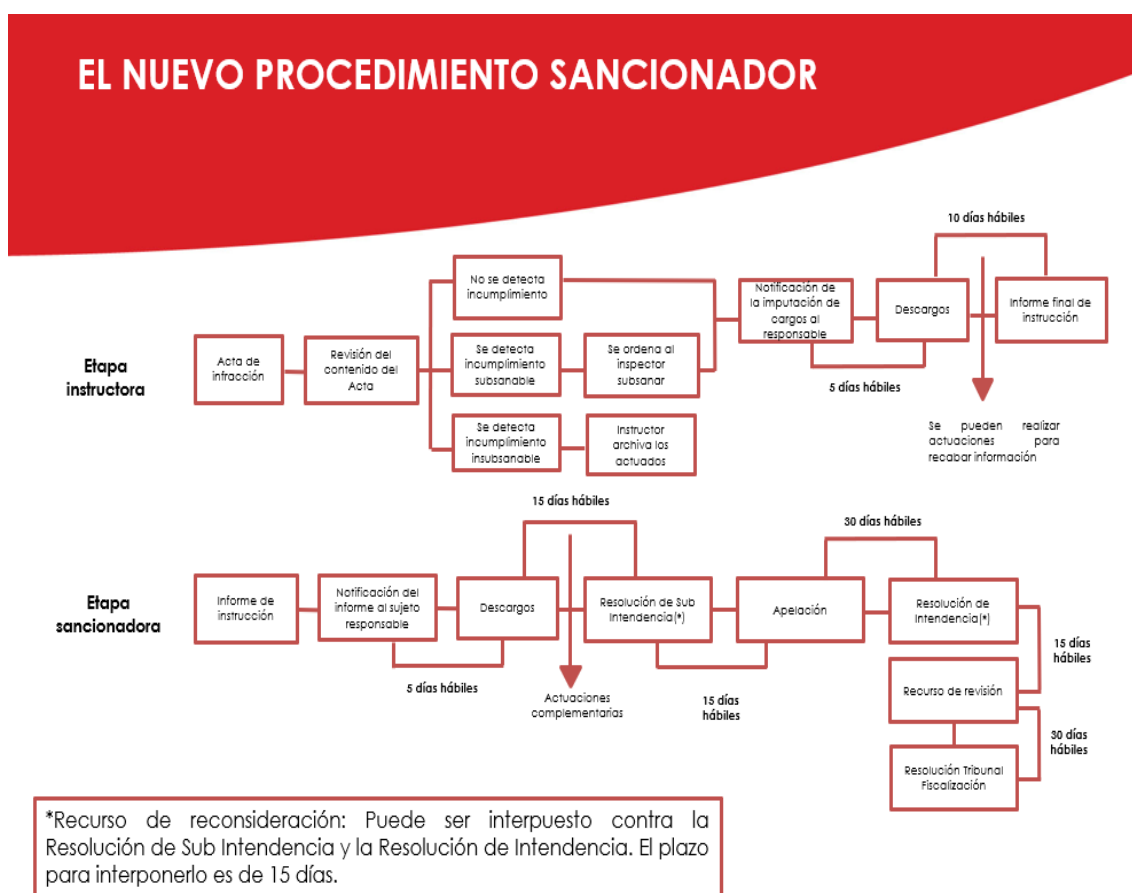 EL NUEVO PROCEDIMIENTO SANCIONADOR
10 días hábiles
No se detecta
incumplimiento
Notificación de
la imputación de
cargos al
responsable
Descargos
Informe final de
instrucción
Etapa
instructora
Acta de
infracción
Revisión del
contenido del
Acta
Se detecta
incumplimiento
subsanable
Se ordena al
inspector
subsanar
5 días hábiles
Se detecta
incumplimiento
insubsanable
Instructor
archiva los
actuados
Se pueden realizar
actuaciones para
recabar información
15 días hábiles
30 días hábiles
Etapa
sancionadora
Informe de
instrucción
Notificación del
informe al sujeto
responsable
Descargos
Resolución de Sub
Intendencia(*)
Apelación
Resolución de
Intendencia(*)
15 días
hábiles
5 días hábiles
Actuaciones
complementarias
15 días
hábiles
Recurso de revisión
30 días
hábiles
Resolución Tribunal
Fiscalización
*Recurso de reconsideración: Puede ser interpuesto contra la
Resolución de Sub Intendencia y la Resolución de Intendencia. El plazo
para interponerlo es de 15 días.